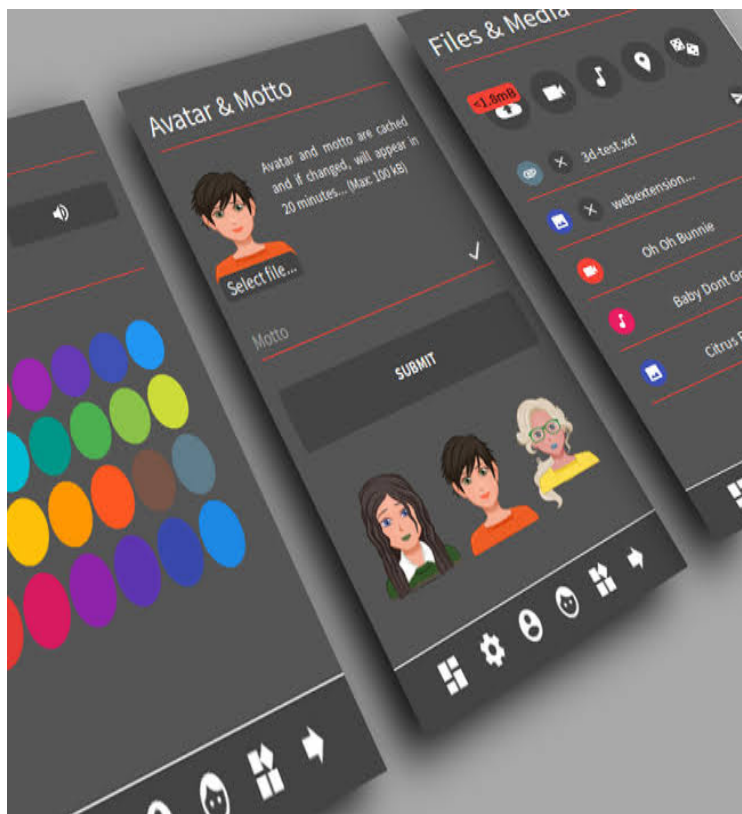 Avatar & Motto
Avatar and motto are cached
and if changed, will appear in
20 minutes... (Max: 100 kB)
Select file...
Motto
SUBMIT
Files & Media
<1.8mB
3d-test.xcf
webextension...
Oh Oh Bunnie
Baby Dont Go
Citrus